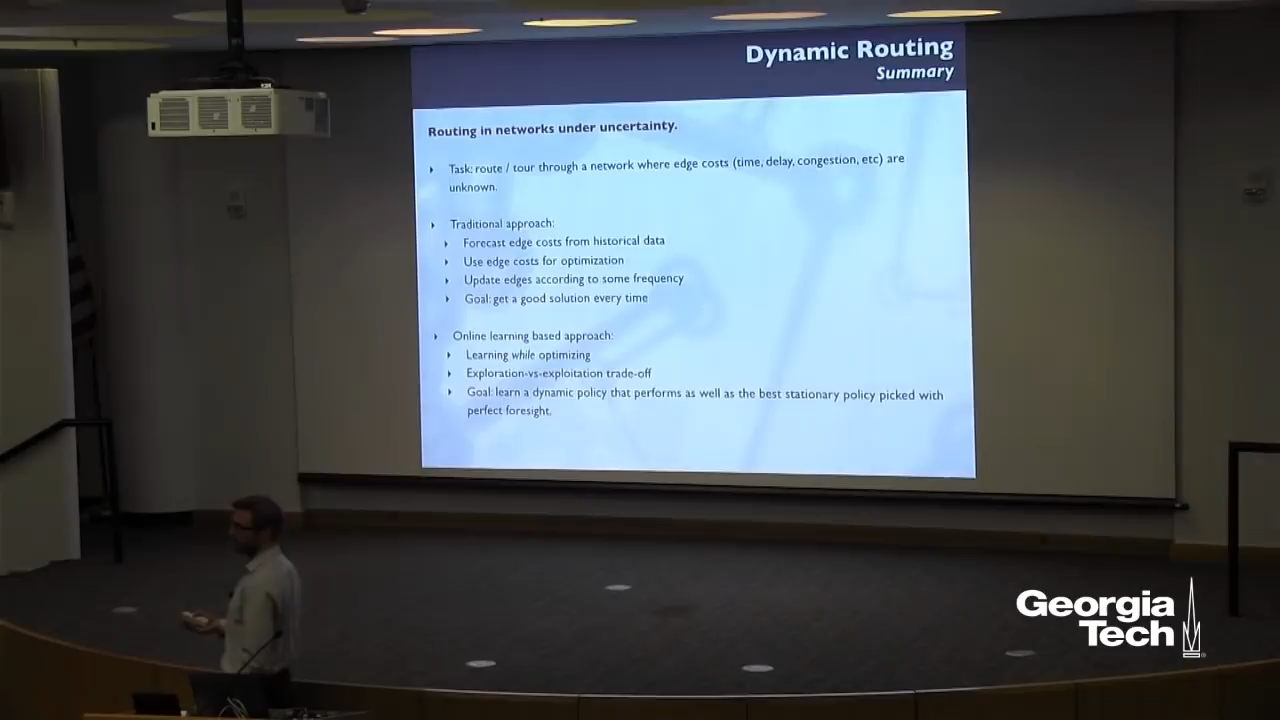 Dynamic Routing
Summary
Routing in networks under uncertainty.
Task: route / tour through a network where edge costs (time, delay, congestion, etc) are
unknown.
Traditional approach:
Forecast edge costs from historical data
Use edge costs for optimization
Update edges according to some frequency
Goal: get a good solution every time
Online learning based approach:
Learning while optimizing
Exploration-vs-exploitation trade-off
Goal: learn a dynamic policy that performs as well as the best stationary policy picked with
perfect foresight.
Georgia
Tech